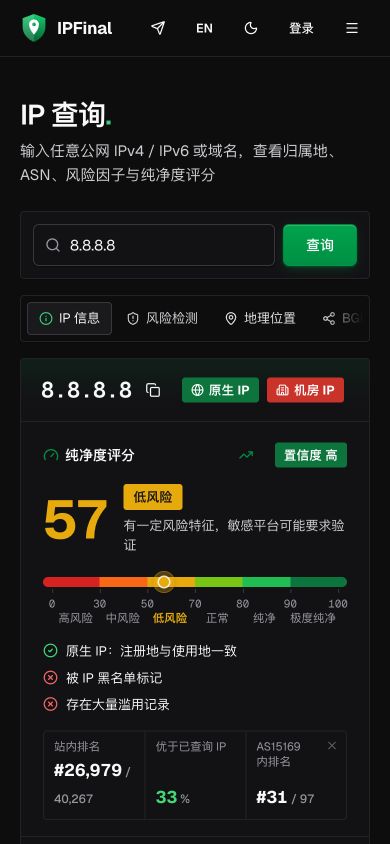 IPFinal
EN
登录
IP 查询.
输入任意公网 IPv4 / IPv6 或域名，查看归属地、
ASN、风险因子与纯净度评分
8.8.8.8
查询
IP 信息
风险检测
地理位置
BG
8.8.8.8
原生 IP
机房 IP
纯净度评分
置信度 高
57
低风险
有一定风险特征，敏感平台可能要求验
证
0 30 50 70 80 90 100
高风险 中风险 低风险 正常 纯净 极度纯净
原生 IP：注册地与使用地一致
被 IP 黑名单标记
存在大量滥用记录
站内排名
#26,979 /
40,267
优于已查询 IP
33 %
AS15169
内排名
#31 / 97